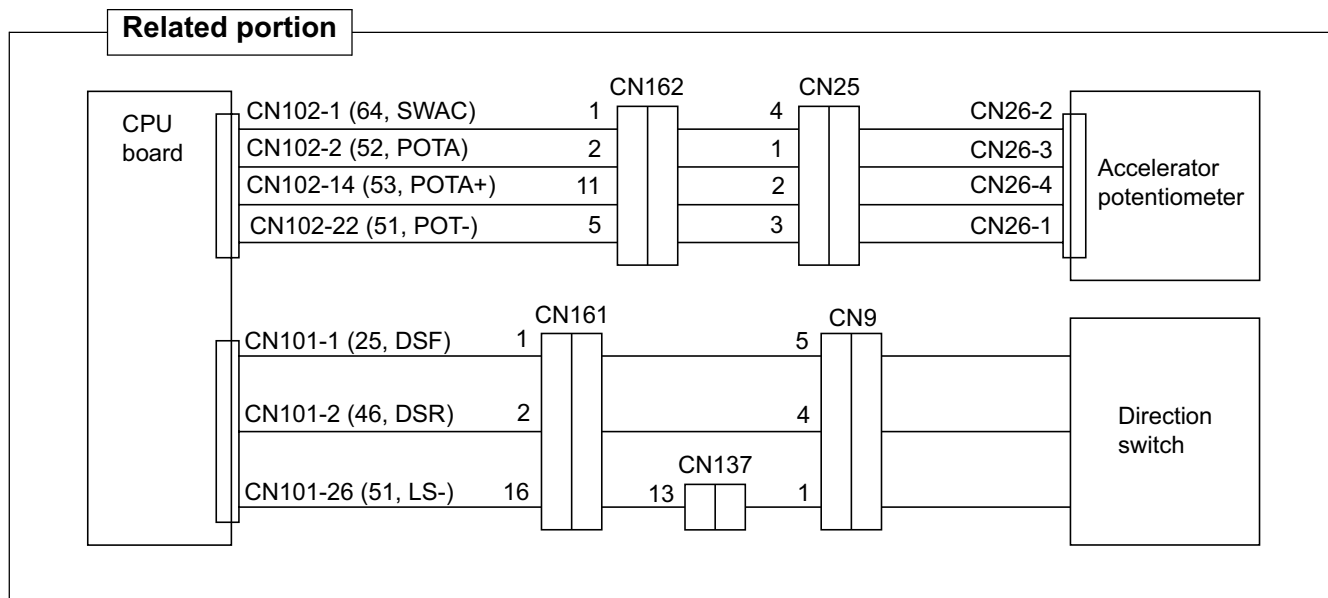 Related portion
CN162 CN25
CPU
board
CN102-1 (64, SWAC) 1 4 CN26-2
CN102-2 (52, POTA) 2 1 CN26-3
CN102-14 (53, POTA+) 11 2 CN26-4
CN102-22 (51, POT-) 5 3 CN26-1
Accelerator
potentiometer
CN161 CN9
CN101-1 (25, DSF) 1 5
CN101-2 (46, DSR) 2 4
CN137
CN101-26 (51, LS-) 16 13 1
Direction
switch